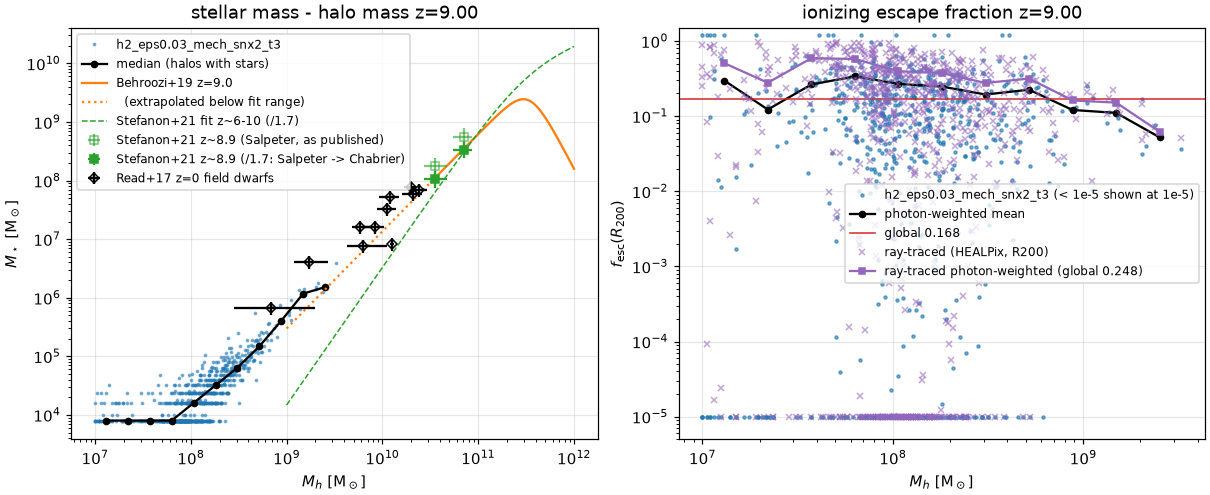 stellar mass - halo mass z=9.00
h2_eps0.03_mech_snx2_t3
median (halos with stars)
Behroozi+19 z=9.0
(extrapolated below fit range)
Stefanon+21 fit z~6-10 (/1.7)
Stefanon+21 z~8.9 (Salpeter, as published)
Stefanon+21 z~8.9 (/1.7: Salpeter -> Chabrier)
Read+17 z=0 field dwarfs
10^10
10^9
10^8
10^7
10^6
10^5
10^4
M⋆ [M⊙]
10^7 10^8 10^9 10^10 10^11 10^12
M_h [M⊙]
ionizing escape fraction z=9.00
10^0
10^−1
10^−2
10^−3
10^−4
10^−5
f_esc(R_200)
h2_eps0.03_mech_snx2_t3 (< 1e-5 shown at 1e-5)
photon-weighted mean
global 0.168
ray-traced (HEALPix, R200)
ray-traced photon-weighted (global 0.248)
10^7 10^8 10^9
M_h [M⊙]